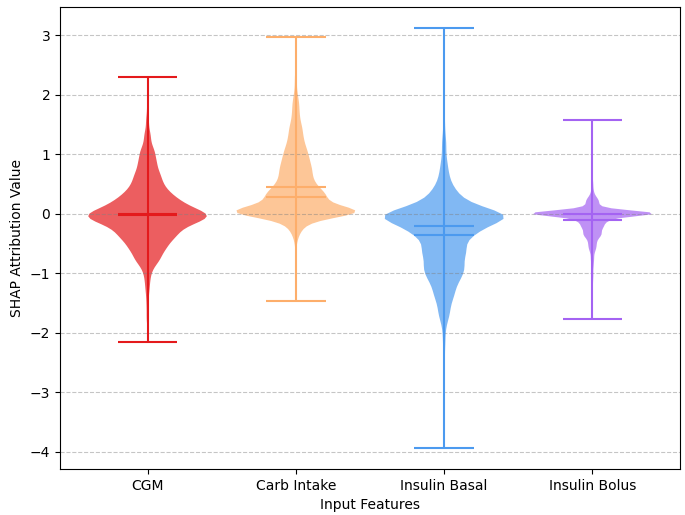 3
2
1
0
−1
−2
−3
−4
SHAP Attribution Value
CGM
Carb Intake
Insulin Basal
Insulin Bolus
Input Features